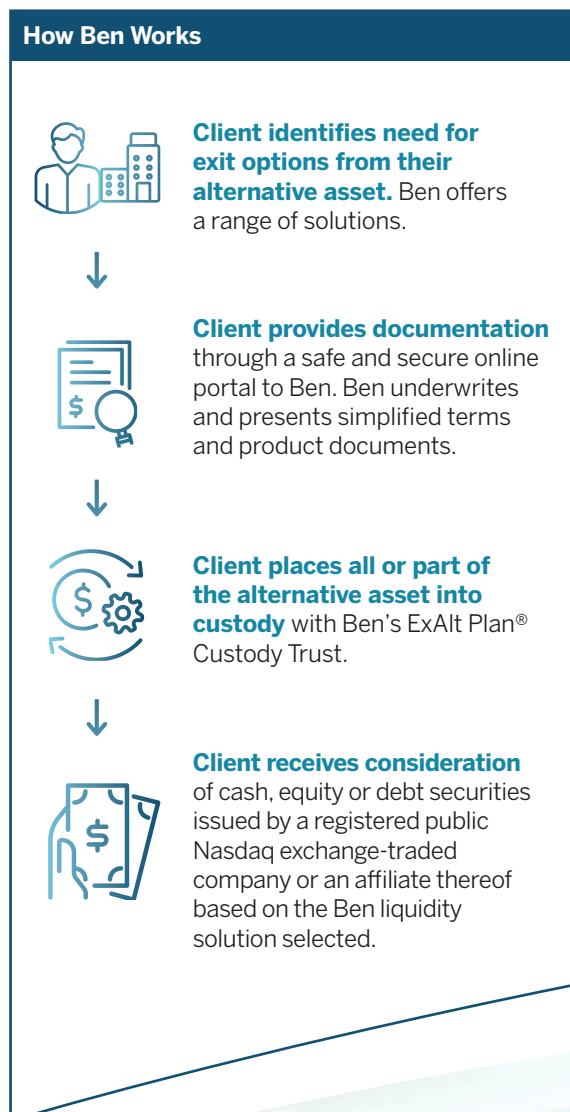 How Ben Works
Client identifies need for
exit options from their
alternative asset. Ben offers
a range of solutions.
Client provides documentation
through a safe and secure online
portal to Ben. Ben underwrites
and presents simplified terms
and product documents.
$
Client places all or part of
the alternative asset into
custody with Ben's ExAlt Plan®
Custody Trust.
$
Client receives consideration
of cash, equity or debt securities
issued by a registered public
Nasdaq exchange-traded
company or an affiliate thereof
based on the Ben liquidity
solution selected.
$